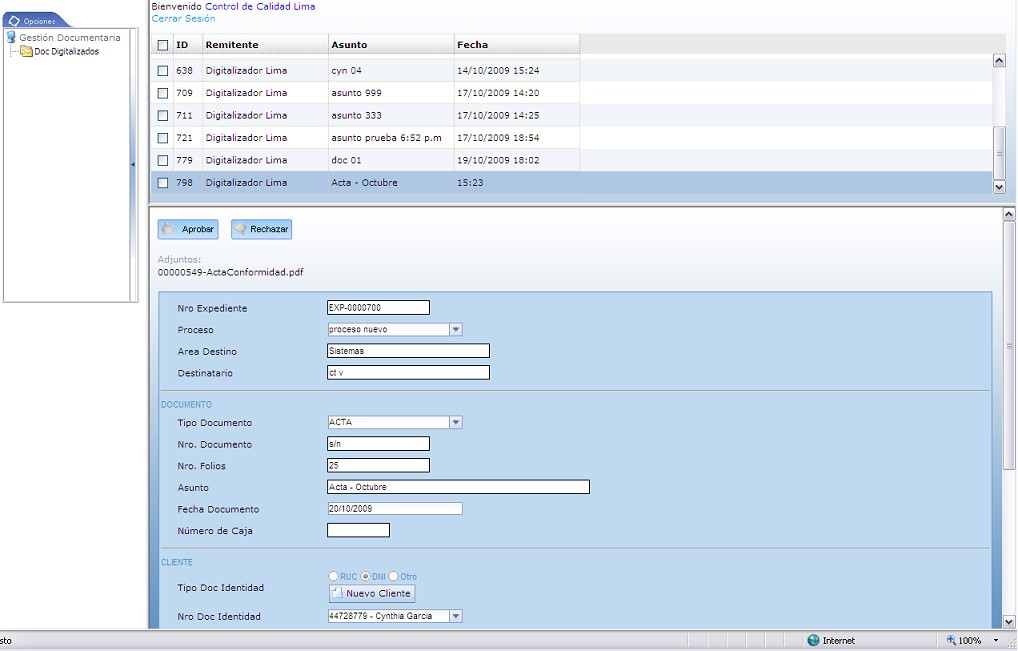 Bienvenido Control de Calidad Lima
Cerrar Sesión
Opciones
Gestión Documentaria
Doc Digitalizados
ID Remitente Asunto Fecha
638 Digitalizador Lima cyn 04 14/10/2009 15:24
709 Digitalizador Lima asunto 999 17/10/2009 14:20
711 Digitalizador Lima asunto 333 17/10/2009 14:25
721 Digitalizador Lima asunto prueba 6:52 p.m 17/10/2009 18:54
779 Digitalizador Lima doc 01 19/10/2009 18:02
798 Digitalizador Lima Acta - Octubre 15:23
Aprobar Rechazar
Adjuntos:
00000549-ActaConformidad.pdf
Nro Expediente EXP-0000700
Proceso proceso nuevo
Area Destino Sistemas
Destinatario ct v
DOCUMENTO
Tipo Documento ACTA
Nro. Documento s/n
Nro. Folios 25
Asunto Acta - Octubre
Fecha Documento 20/10/2009
Número de Caja
CLIENTE
RUC DNI Otro
Tipo Doc Identidad
Nuevo Cliente
Nro Doc Identidad 44728779 - Cynthia Garcia
sto Internet 100%